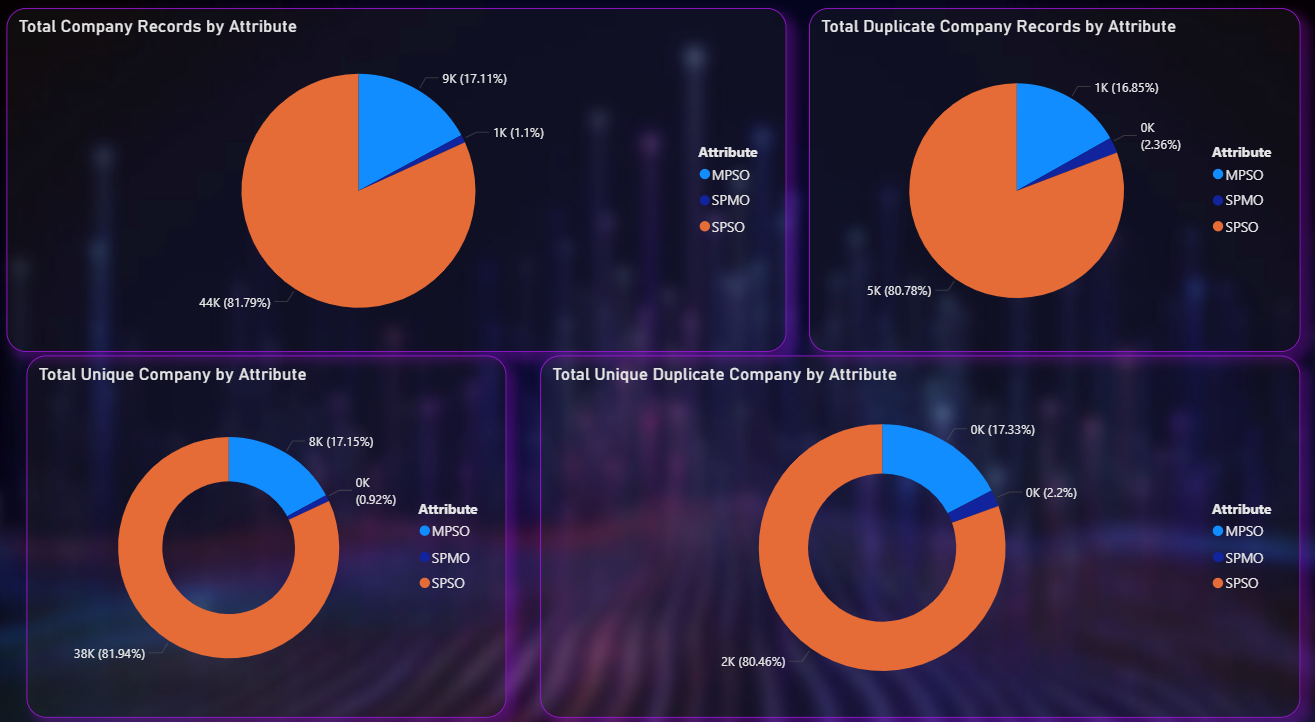 Total Company Records by Attribute
9K (17.11%)
1K (1.1%)
44K (81.79%)
Attribute
MPSO
SPMO
SPSO
Total Duplicate Company Records by Attribute
1K (16.85%)
0K
(2.36%)
5K (80.78%)
Attribute
MPSO
SPMO
SPSO
Total Unique Company by Attribute
8K (17.15%)
0K
(0.92%)
38K (81.94%)
Attribute
MPSO
SPMO
SPSO
Total Unique Duplicate Company by Attribute
0K (17.33%)
0K (2.2%)
2K (80.46%)
Attribute
MPSO
SPMO
SPSO